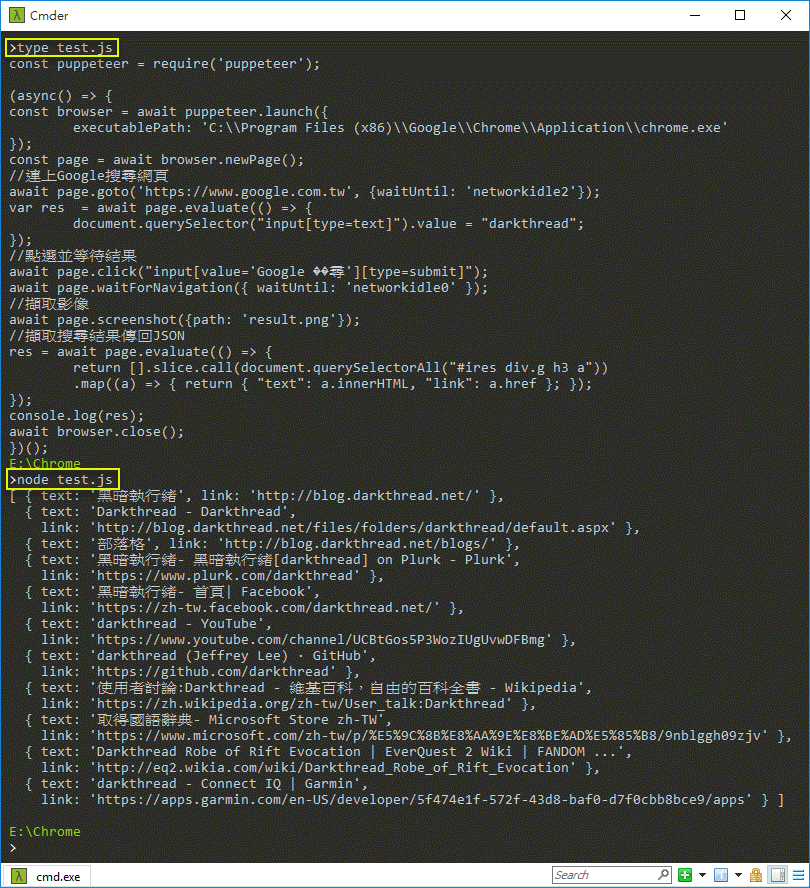 Cmder
>type test.js
const puppeteer = require('puppeteer');
(async() => {
const browser = await puppeteer.launch({
executablePath: 'C:\\Program Files (x86)\\Google\\Chrome\\Application\\chrome.exe'
});
const page = await browser.newPage();
//連上Google搜尋網頁
await page.goto('https://www.google.com.tw', {waitUntil: 'networkidle2'});
var res  = await page.evaluate(() => {
document.querySelector("input[type=text]").value = "darkthread";
});
//點選並等待結果
await page.click("input[value='Google ��尋'][type=submit]");
await page.waitForNavigation({ waitUntil: 'networkidle0' });
//擷取影像
await page.screenshot({path: 'result.png'});
//擷取搜尋結果傳回JSON
res = await page.evaluate(() => {
return [].slice.call(document.querySelectorAll("#ires div.g h3 a"))
.map((a) => { return { "text": a.innerHTML, "link": a.href }; });
});
console.log(res);
await browser.close();
})();
E:\Chrome
>node test.js
[ { text: '黑暗執行緒', link: 'http://blog.darkthread.net/' },
{ text: 'Darkthread - Darkthread',
link: 'http://blog.darkthread.net/files/folders/darkthread/default.aspx' },
{ text: '部落格', link: 'http://blog.darkthread.net/blogs/' },
{ text: '黑暗執行緒- 黑暗執行緒[darkthread] on Plurk - Plurk',
link: 'https://www.plurk.com/darkthread' },
{ text: '黑暗執行緒- 首頁| Facebook',
link: 'https://zh-tw.facebook.com/darkthread.net/' },
{ text: 'darkthread - YouTube',
link: 'https://www.youtube.com/channel/UCBtGos5P3WozIUgUvwDFBmg' },
{ text: 'darkthread (Jeffrey Lee) · GitHub',
link: 'https://github.com/darkthread' },
{ text: '使用者討論:Darkthread - 維基百科，自由的百科全書 - Wikipedia',
link: 'https://zh.wikipedia.org/zh-tw/User_talk:Darkthread' },
{ text: '取得國語辭典- Microsoft Store zh-TW',
link: 'https://www.microsoft.com/zh-tw/p/%E5%9C%8B%E8%AA%9E%E8%BE%AD%E5%85%B8/9nblggh09zjv' },
{ text: 'Darkthread Robe of Rift Evocation | EverQuest 2 Wiki | FANDOM ...',
link: 'http://eq2.wikia.com/wiki/Darkthread_Robe_of_Rift_Evocation' },
{ text: 'darkthread - Connect IQ | Garmin',
link: 'https://apps.garmin.com/en-US/developer/5f474e1f-572f-43d8-baf0-d7f0cbb8bce9/apps' } ]
E:\Chrome
>
cmd.exe
Search